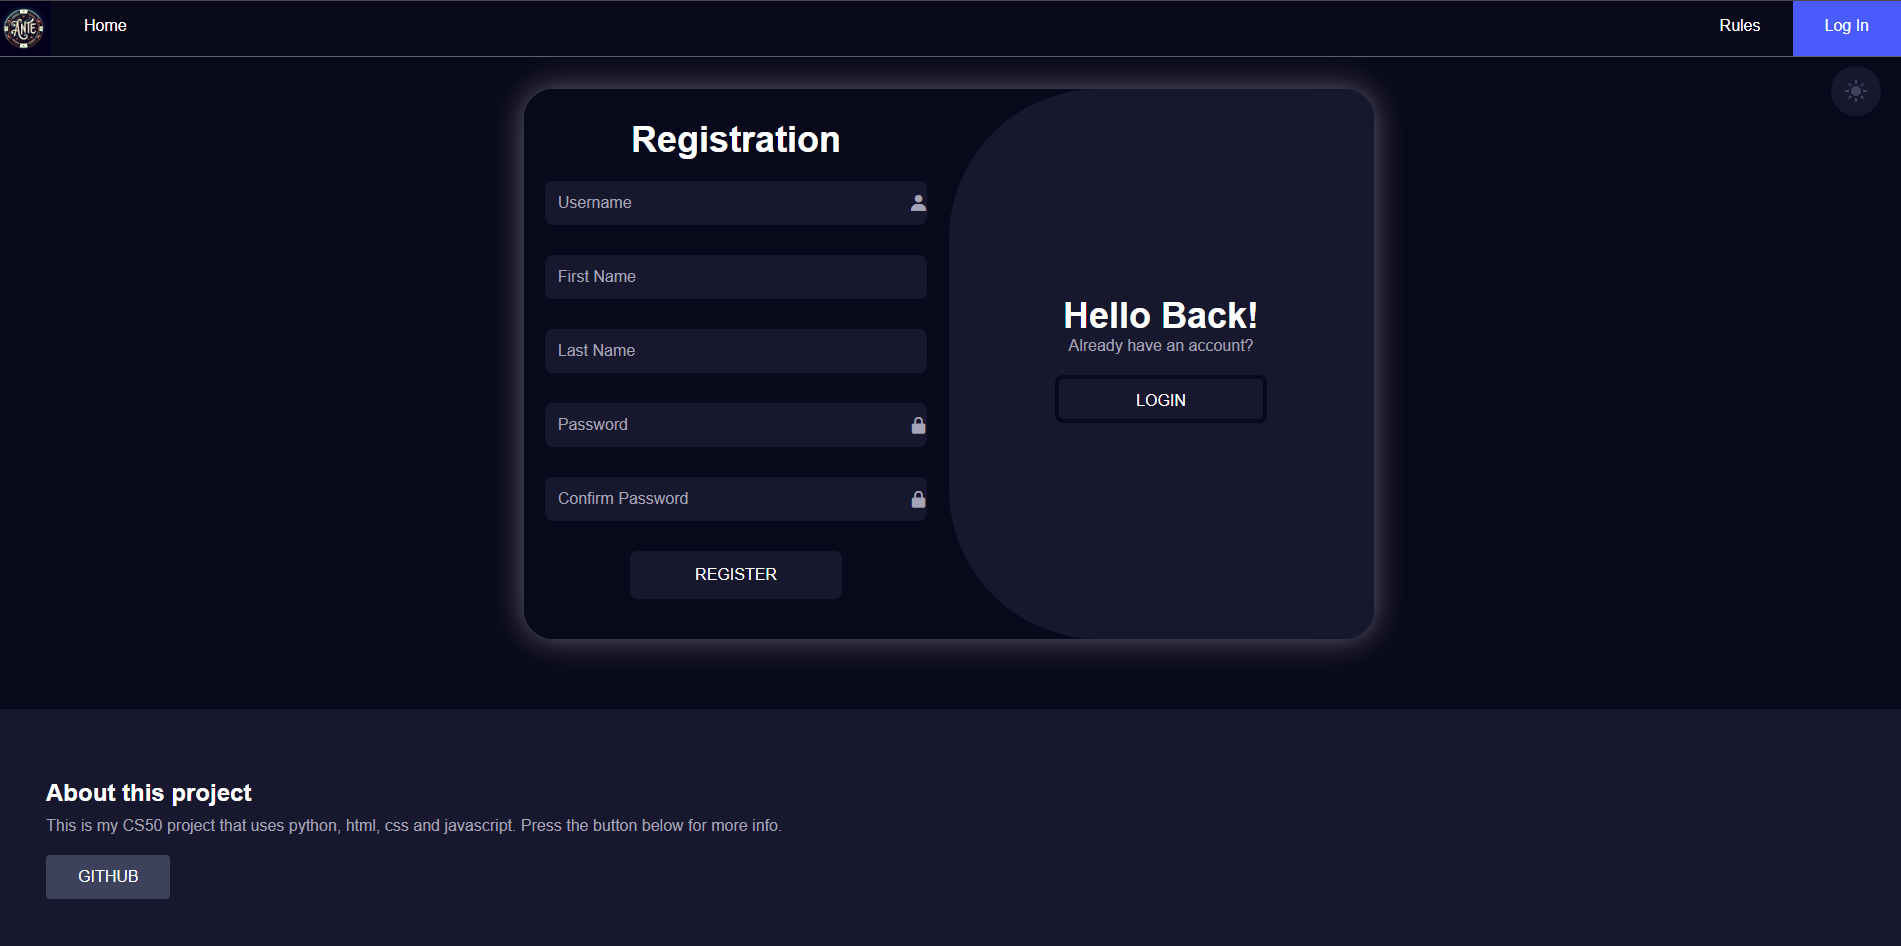 ANTE
Home
Rules
Log In
Registration
Username
First Name
Last Name
Password
Confirm Password
REGISTER
Hello Back!
Already have an account?
LOGIN
About this project
This is my CS50 project that uses python, html, css and javascript. Press the button below for more info.
GITHUB